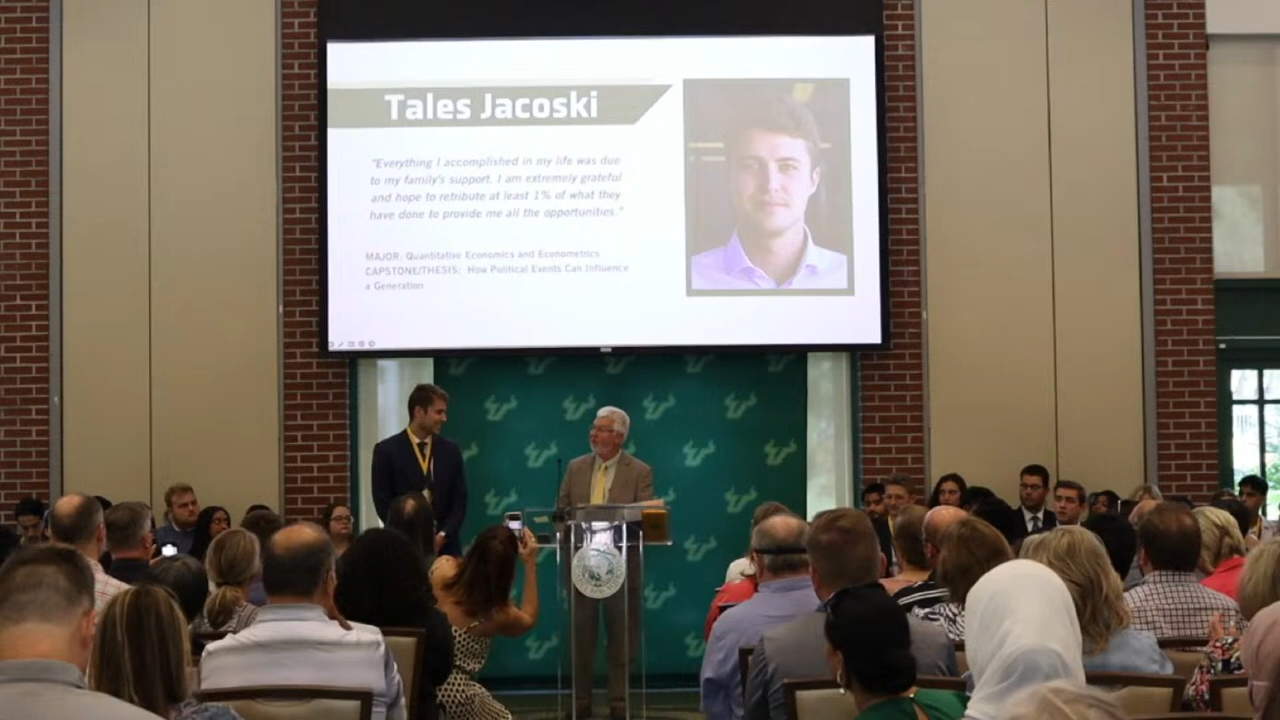 Tales Jacoski
"Everything I accomplished in my life was due
to my family's support. I am extremely grateful
and hope to retribute at least 1% of what they
have done to provide me all the opportunities."
MAJOR: Quantitative Economics and Econometrics
CAPSTONE/THESIS: How Political Events Can Influence
a Generation